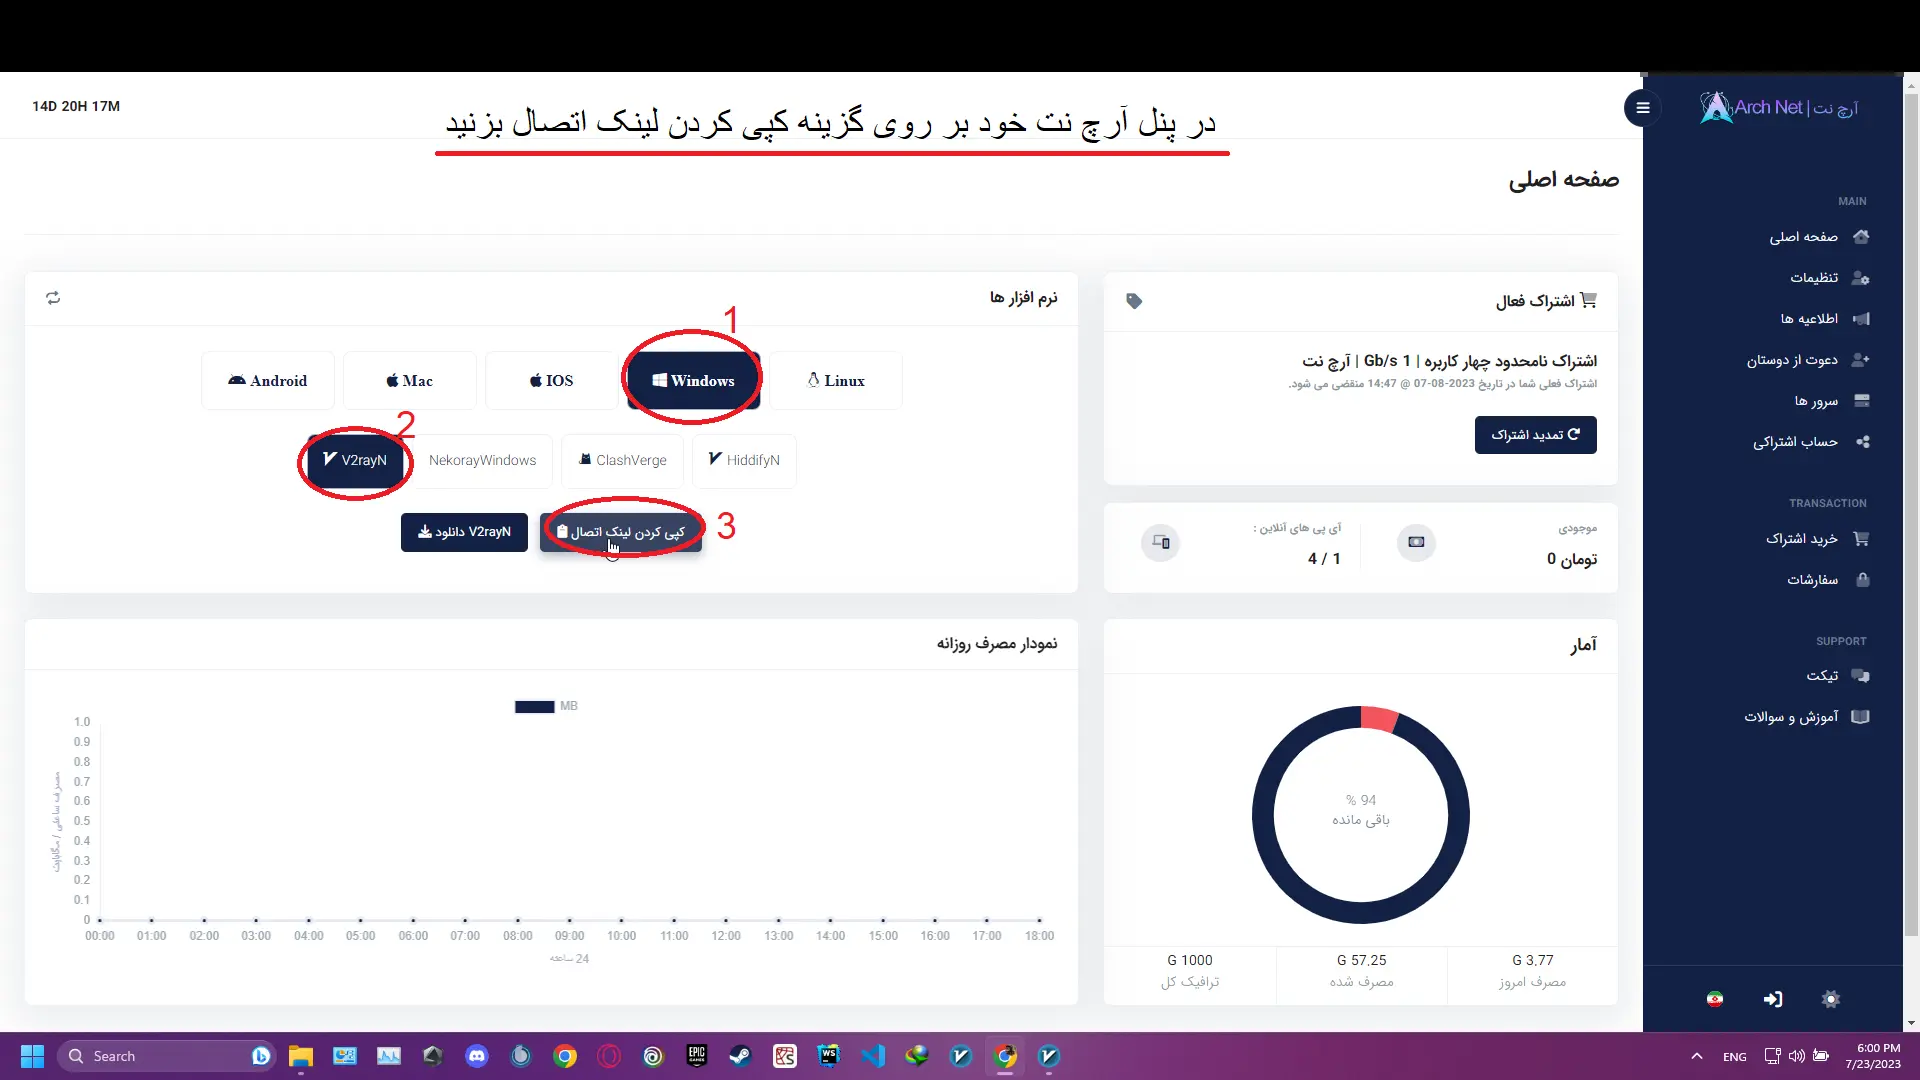 14D 20H 17M
در پنل آرچ نت خود بر روی گزینه کپی کردن لینک اتصال بزنید
Arch Net | آرچ نت
صفحه اصلی
MAIN
صفحه اصلی
تنظیمات
اطلاعیه ها
دعوت از دوستان
سرور ها
حساب اشتراکی
TRANSACTION
خرید اشتراک
سفارشات
SUPPORT
تیکت
آموزش و سوالات
اشتراک فعال
اشتراک نامحدود چهار کاربره | 1 Gb/s | آرچ نت
اشتراک فعلی شما در تاریخ 2023-08-07 @ 14:47 منقضی می شود.
تمدید اشتراک
موجودی
0 تومان
آی پی های آنلاین :
4 / 1
نرم افزار ها
1
Android
Mac
IOS
Windows
Linux
2
V2rayN
NekorayWindows
ClashVerge
HiddifyN
دانلود V2rayN
کپی کردن لینک اتصال
3
نمودار مصرف روزانه
MB
مصرف ساعتی / مگابایت
1.0
0.9
0.8
0.7
0.6
0.5
0.4
0.3
0.2
0.1
0
00:00 01:00 02:00 03:00 04:00 05:00 06:00 07:00 08:00 09:00 10:00 11:00 12:00 13:00 14:00 15:00 16:00 17:00 18:00
24 ساعته
آمار
% 94
باقی مانده
G 3.77
مصرف امروز
G 57.25
مصرف شده
G 1000
ترافیک کل
Search
EPIC GAMES
WS
ENG
6:00 PM
7/23/2023